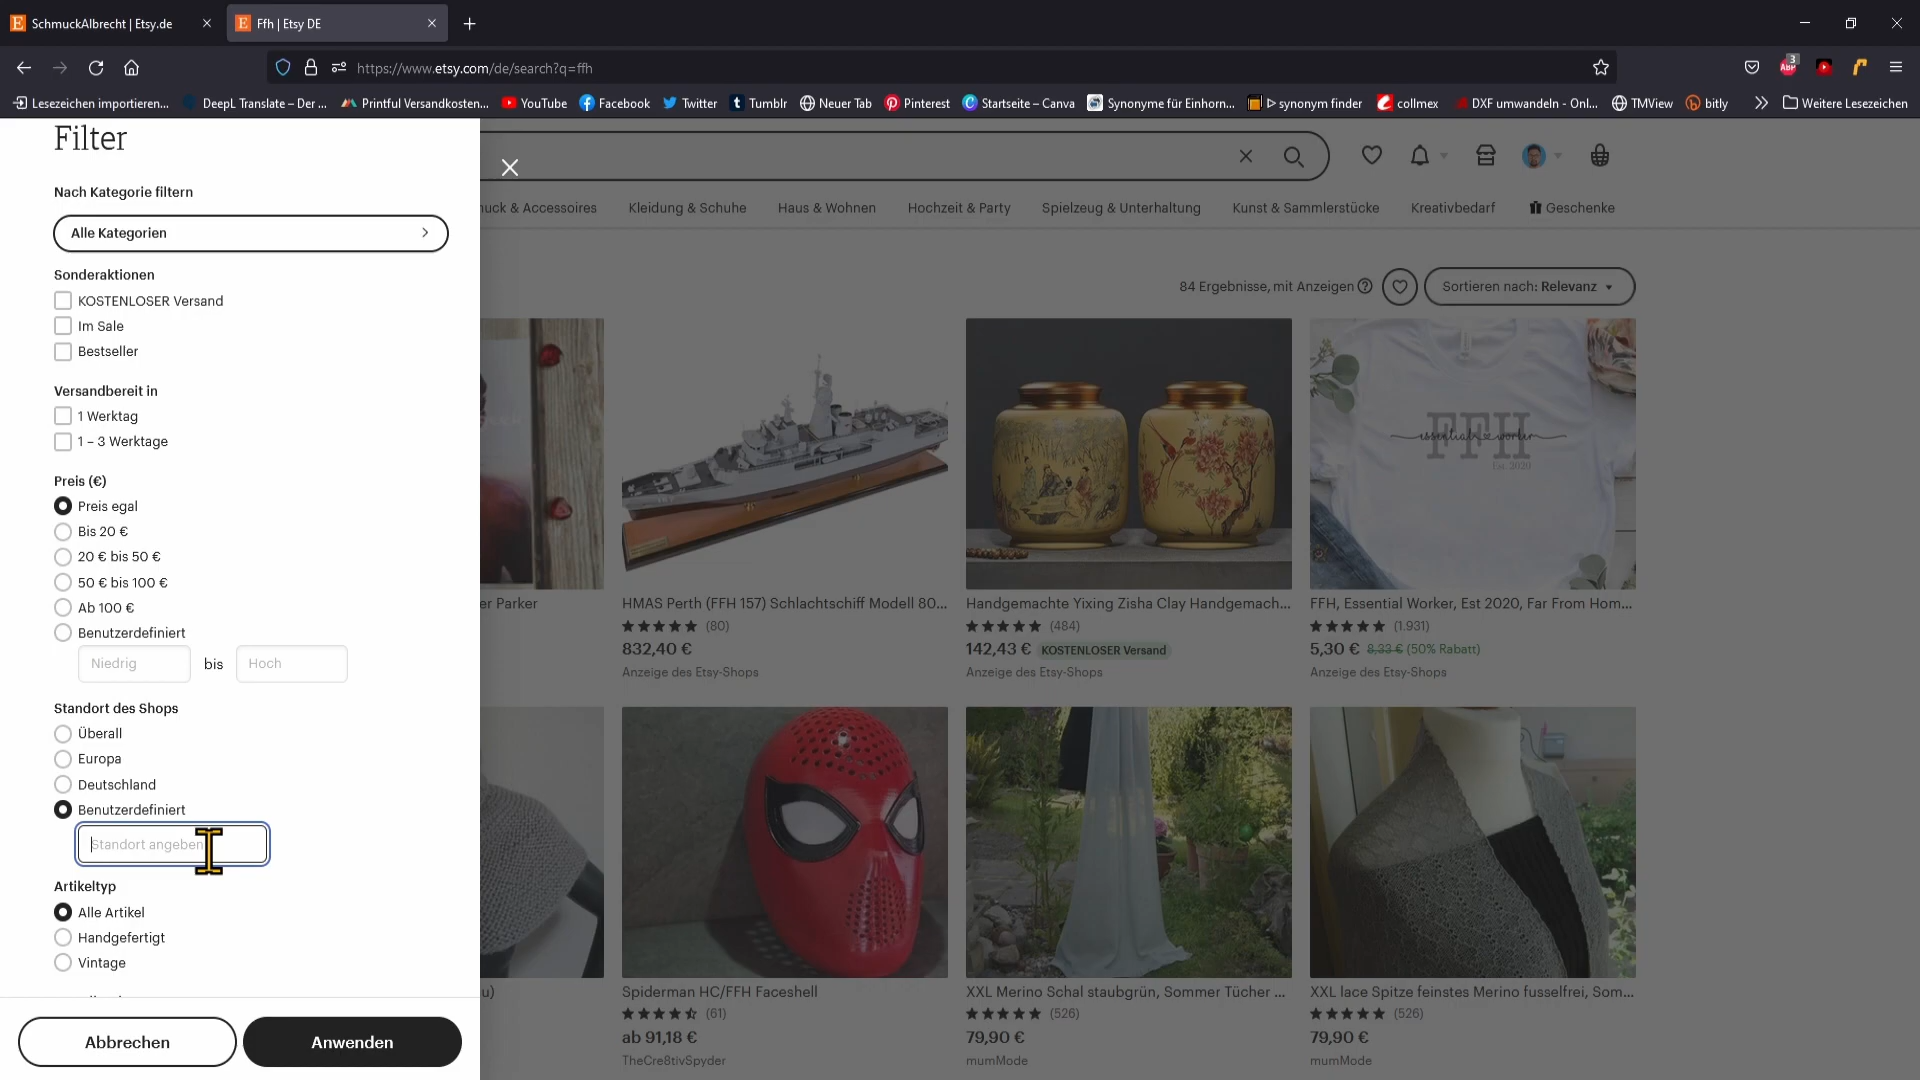 SchmuckAlbrecht | Etsy.de
Ffh | Etsy DE
https://www.etsy.com/de/search?q=ffh
3
ABP
Lesezeichen importieren...
DeepL Translate – Der ...
Printful Versandkosten...
YouTube
Facebook
Twitter
Tumblr
Neuer Tab
Pinterest
Startseite – Canva
Synonyme für Einhorn...
ᐅ synonym finder
collmex
DXF umwandeln - Onl...
TMView
bitly
Weitere Lesezeichen
Filter
Nach Kategorie filtern
Alle Kategorien
Sonderaktionen
KOSTENLOSER Versand
Im Sale
Bestseller
Versandbereit in
1 Werktag
1 – 3 Werktage
Preis (€)
Preis egal
Bis 20 €
20 € bis 50 €
50 € bis 100 €
Ab 100 €
Benutzerdefiniert
Niedrig bis Hoch
Standort des Shops
Überall
Europa
Deutschland
Benutzerdefiniert
Standort angeben
Artikeltyp
Alle Artikel
Handgefertigt
Vintage
Abbrechen
Anwenden
muck & Accessoires
Kleidung & Schuhe
Haus & Wohnen
Hochzeit & Party
Spielzeug & Unterhaltung
Kunst & Sammlerstücke
Kreativbedarf
Geschenke
84 Ergebnisse, mit Anzeigen
Sortieren nach: Relevanz
FFH
essential worker
Est 2020
er Parker
HMAS Perth (FFH 157) Schlachtschiff Modell 80...
(80)
832,40 €
Anzeige des Etsy-Shops
Handgemachte Yixing Zisha Clay Handgemach...
(484)
142,43 € KOSTENLOSER Versand
Anzeige des Etsy-Shops
FFH, Essential Worker, Est 2020, Far From Hom...
(1.931)
5,30 € 8,33 € (50% Rabatt)
Anzeige des Etsy-Shops
u)
Spiderman HC/FFH Faceshell
(61)
ab 91,18 €
TheCre8tivSpyder
XXL Merino Schal staubgrün, Sommer Tücher ...
(526)
79,90 €
mumMode
XXL lace Spitze feinstes Merino fusselfrei, Som...
(526)
79,90 €
mumMode